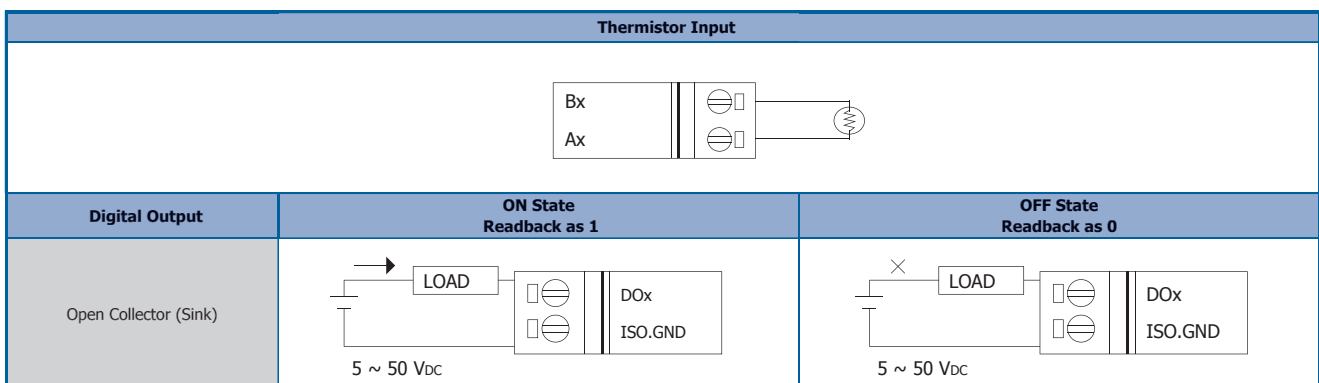 Thermistor Input
Bx
Ax
Digital Output
ON State
Readback as 1
OFF State
Readback as 0
Open Collector (Sink)
LOAD
DOx
ISO.GND
5 ~ 50 VDC
LOAD
DOx
ISO.GND
5 ~ 50 VDC